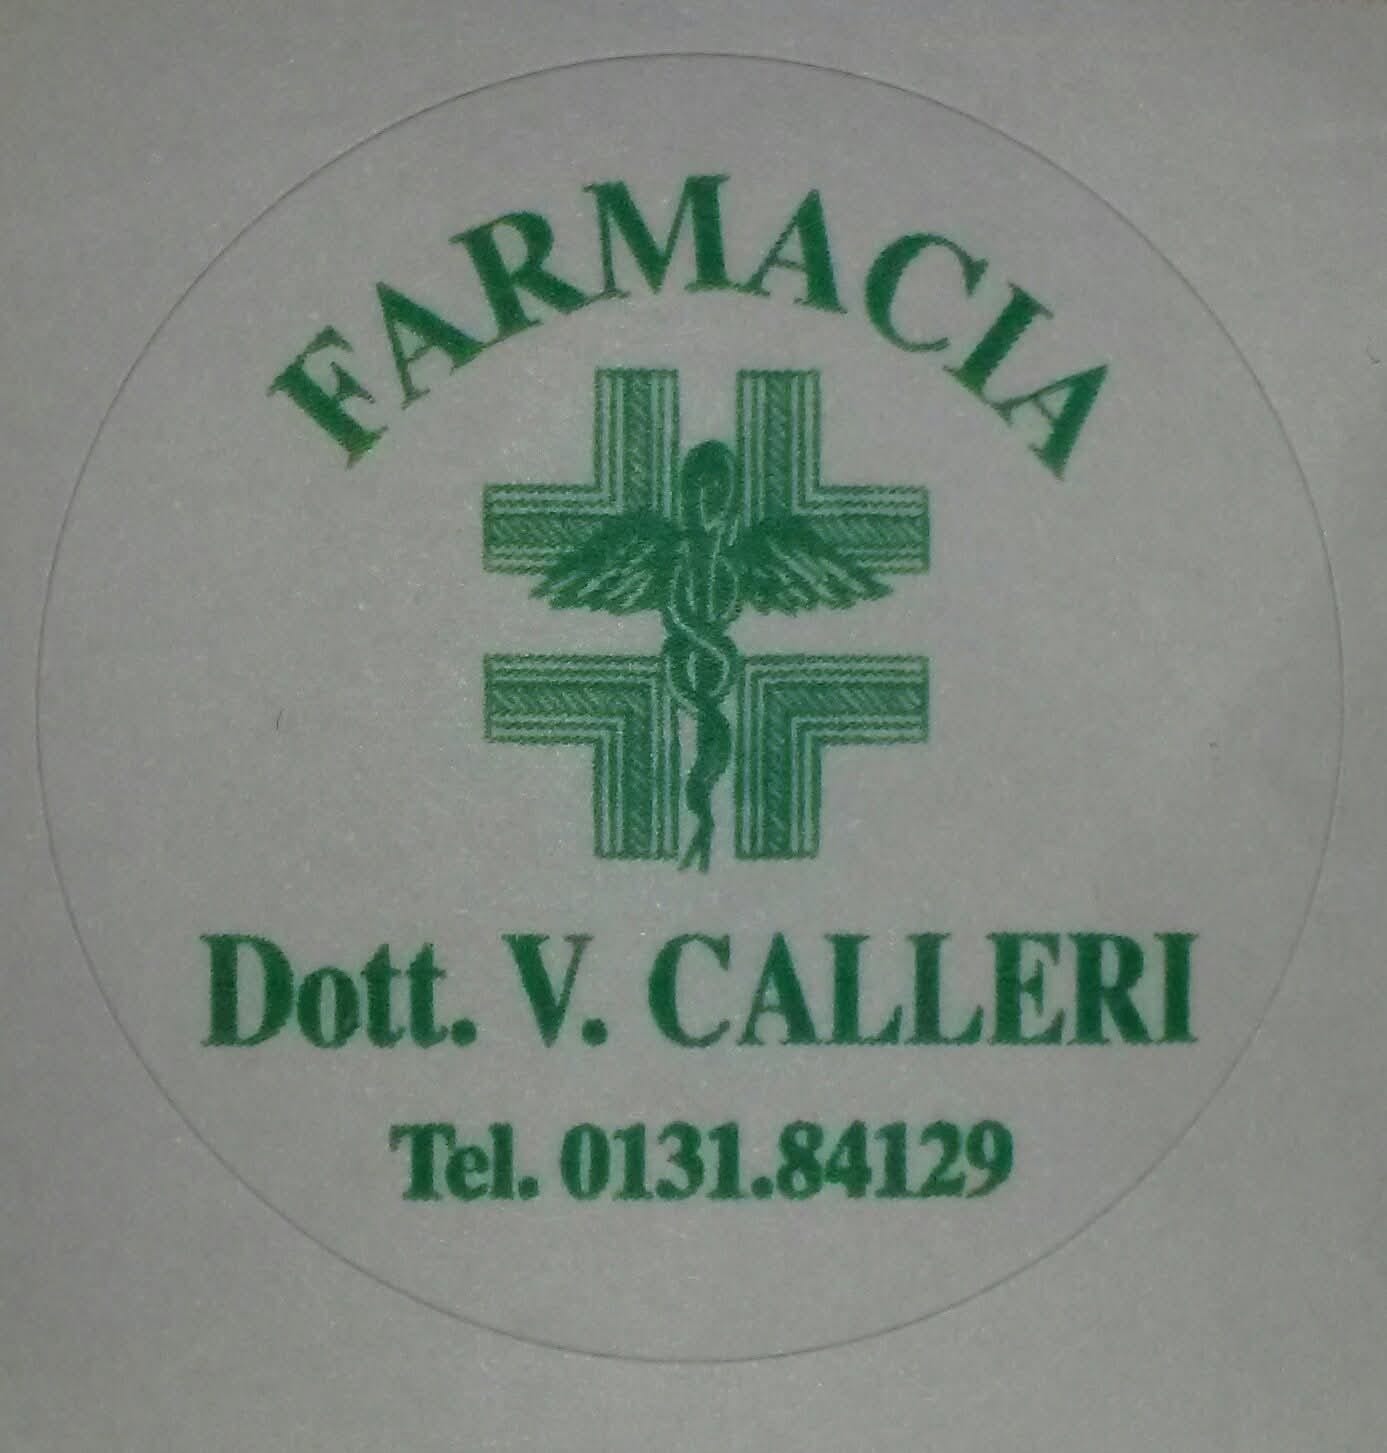 FARMACIA
Dott. V. CALLERI
Tel. 0131.84129